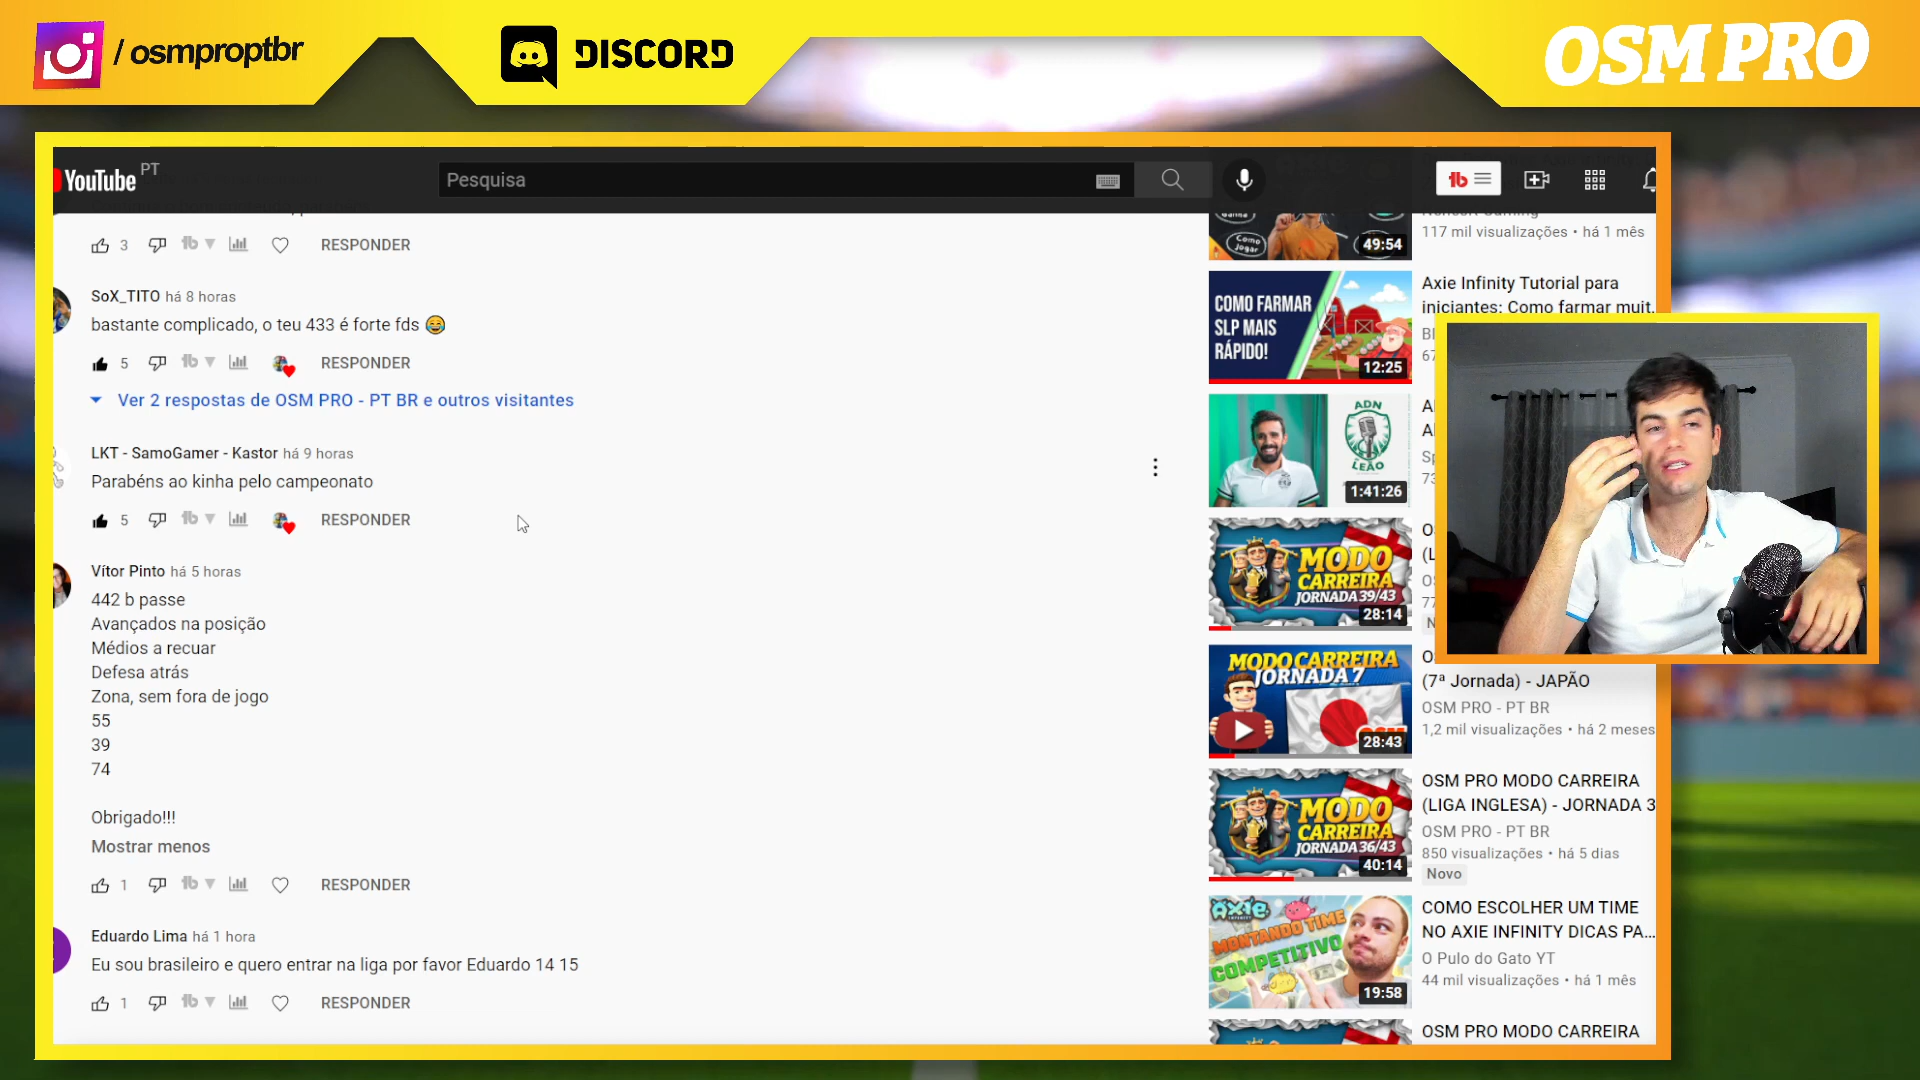 / osmproptbr
DISCORD
OSM PRO
YouTube PT
Pesquisa
3 RESPONDER
SoX_TITO há 8 horas
bastante complicado, o teu 433 é forte fds 😂
5 RESPONDER
Ver 2 respostas de OSM PRO - PT BR e outros visitantes
LKT - SamoGamer - Kastor há 9 horas
Parabéns ao kinha pelo campeonato
5 RESPONDER
Vítor Pinto há 5 horas
442 b passe
Avançados na posição
Médios a recuar
Defesa atrás
Zona, sem fora de jogo
55
39
74
Obrigado!!!
Mostrar menos
1 RESPONDER
Eduardo Lima há 1 hora
Eu sou brasileiro e quero entrar na liga por favor Eduardo 14 15
1 RESPONDER
Como
Jogar
49:54
117 mil visualizações • há 1 mês
COMO FARMAR
SLP MAIS
RÁPIDO!
12:25
Axie Infinity Tutorial para
iniciantes: Como farmar muit.
ADN
LEÃO
1:41:26
MODO
CARREIRA
JORNADA 39/43
28:14
MODO CARREIRA
JORNADA 7
28:43
(7ª Jornada) - JAPÃO
OSM PRO - PT BR
1,2 mil visualizações • há 2 meses
MODO
CARREIRA
JORNADA 36/43
40:14
OSM PRO MODO CARREIRA
(LIGA INGLESA) - JORNADA 3
OSM PRO - PT BR
850 visualizações • há 5 dias
Novo
AXIE
MONTANDO TIME
COMPETITIVO
19:58
COMO ESCOLHER UM TIME
NO AXIE INFINITY DICAS PA...
O Pulo do Gato YT
44 mil visualizações • há 1 mês
OSM PRO MODO CARREIRA